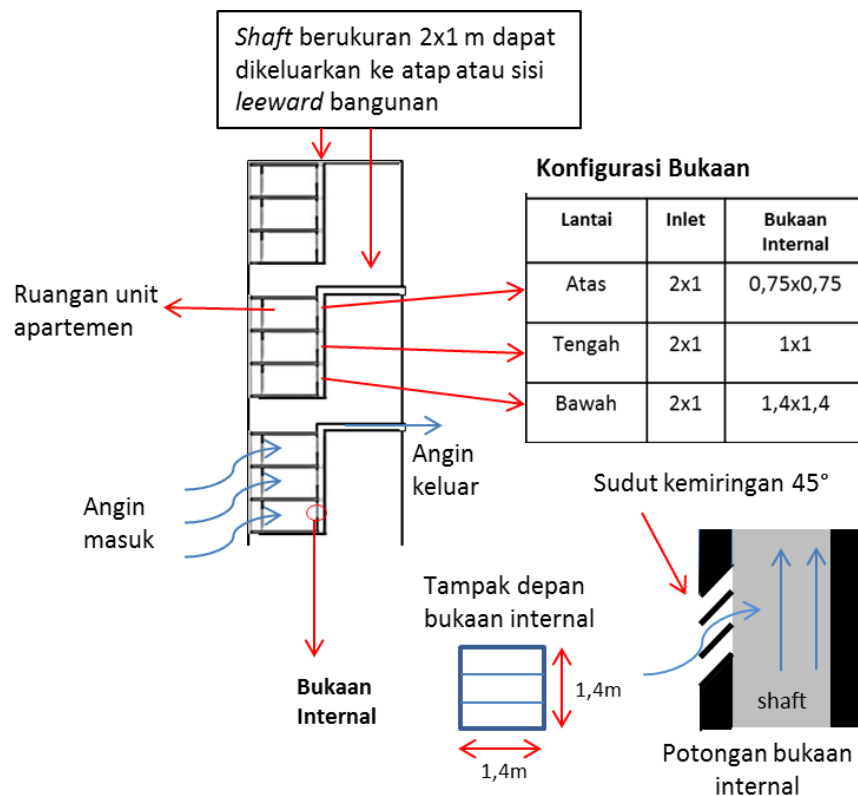 Shaft berukuran 2x1 m dapat
dikeluarkan ke atap atau sisi
leeward bangunan
Konfigurasi Bukaan
Lantai Inlet Bukaan
Internal
Atas 2x1 0,75x0,75
Tengah 2x1 1x1
Bawah 2x1 1,4x1,4
Ruangan unit
apartemen
Angin
keluar
Angin
masuk
Sudut kemiringan 45°
Tampak depan
bukaan internal
1,4m
1,4m
Bukaan
Internal
shaft
Potongan bukaan
internal